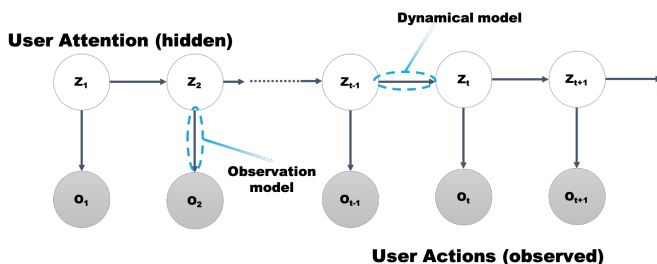 Dynamical model
User Attention (hidden)
Z1 Z2 Zt-1 Zt Zt+1
Observation
model
O1 O2 Ot-1 Ot Ot+1
User Actions (observed)